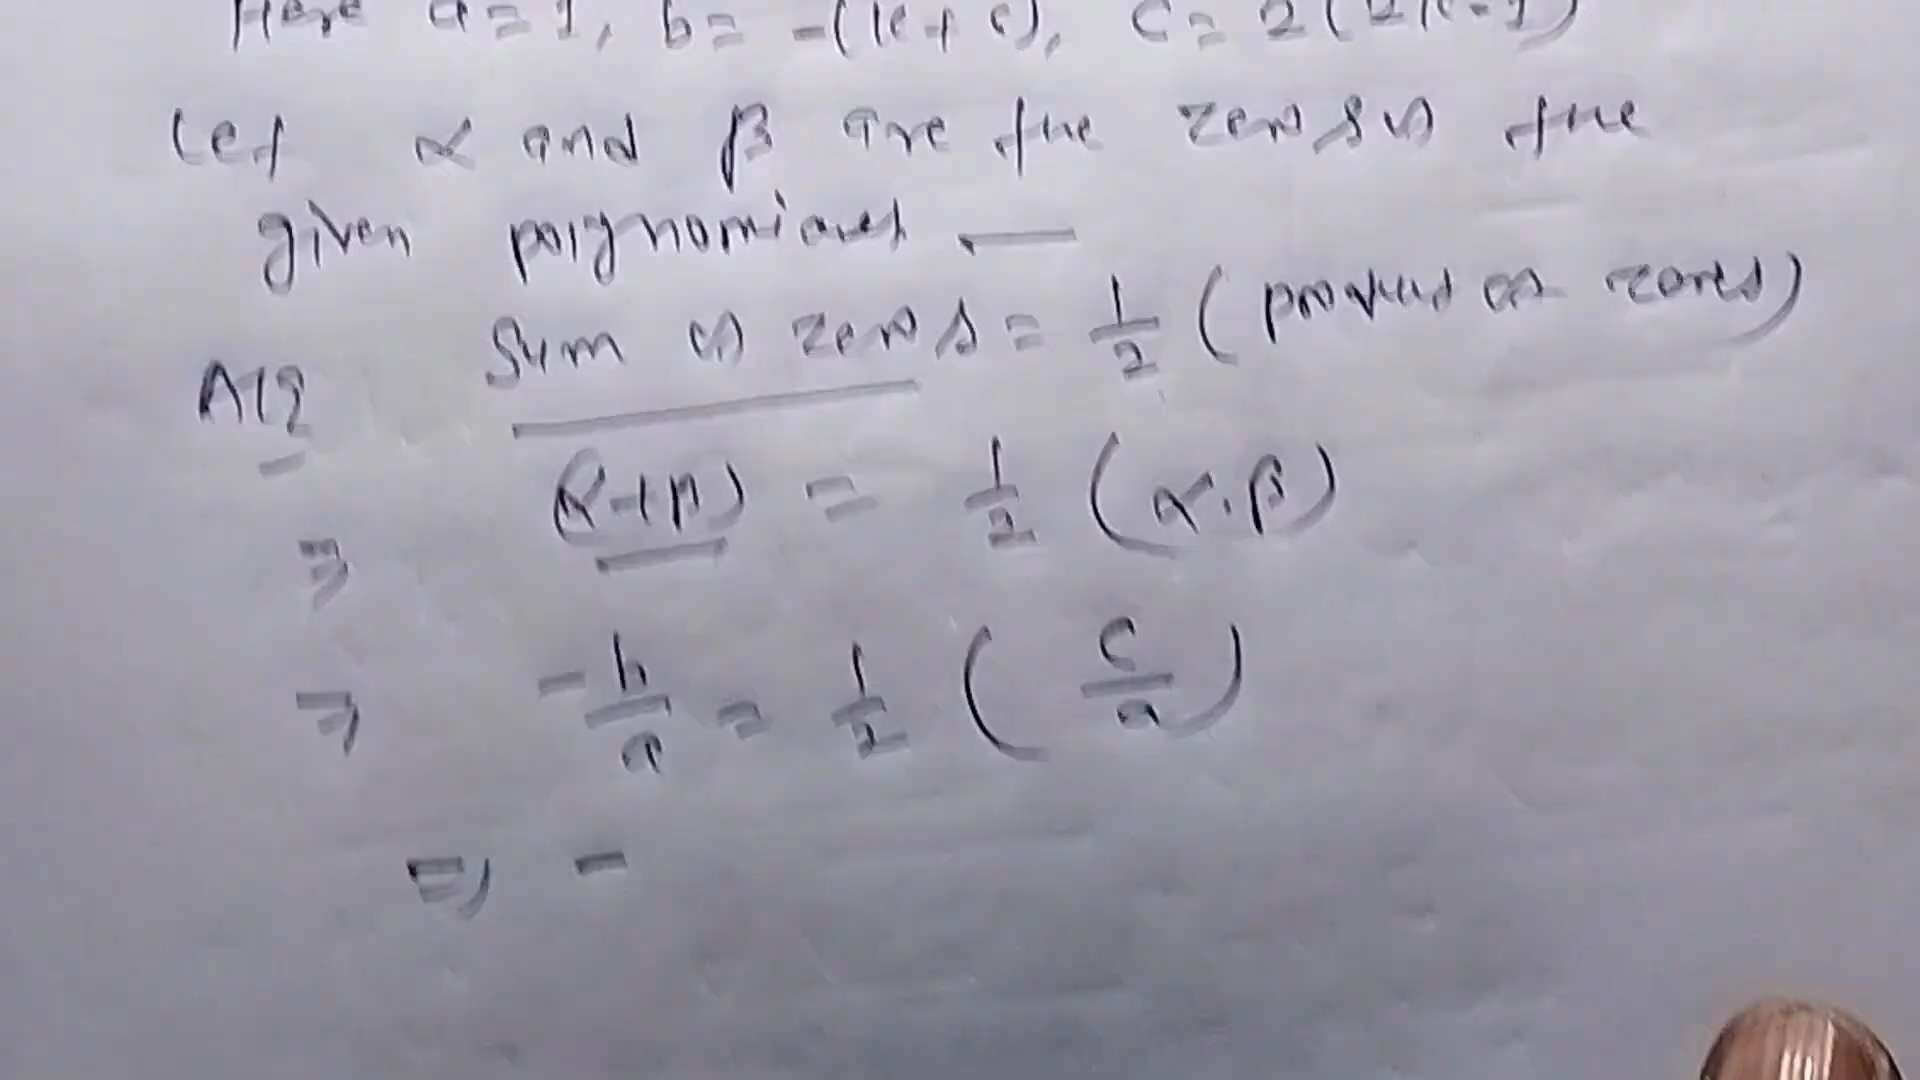 Here a = 1, b = -(k+6), c = 2(2k-1)
Let α and β are the zeros of the
given polynomial —
A/Q Sum of zeros = 1/2 (product of zeros)
⇒ (α+β) = 1/2 (α.β)
⇒ -b/a = 1/2 (c/a)
⇒ -